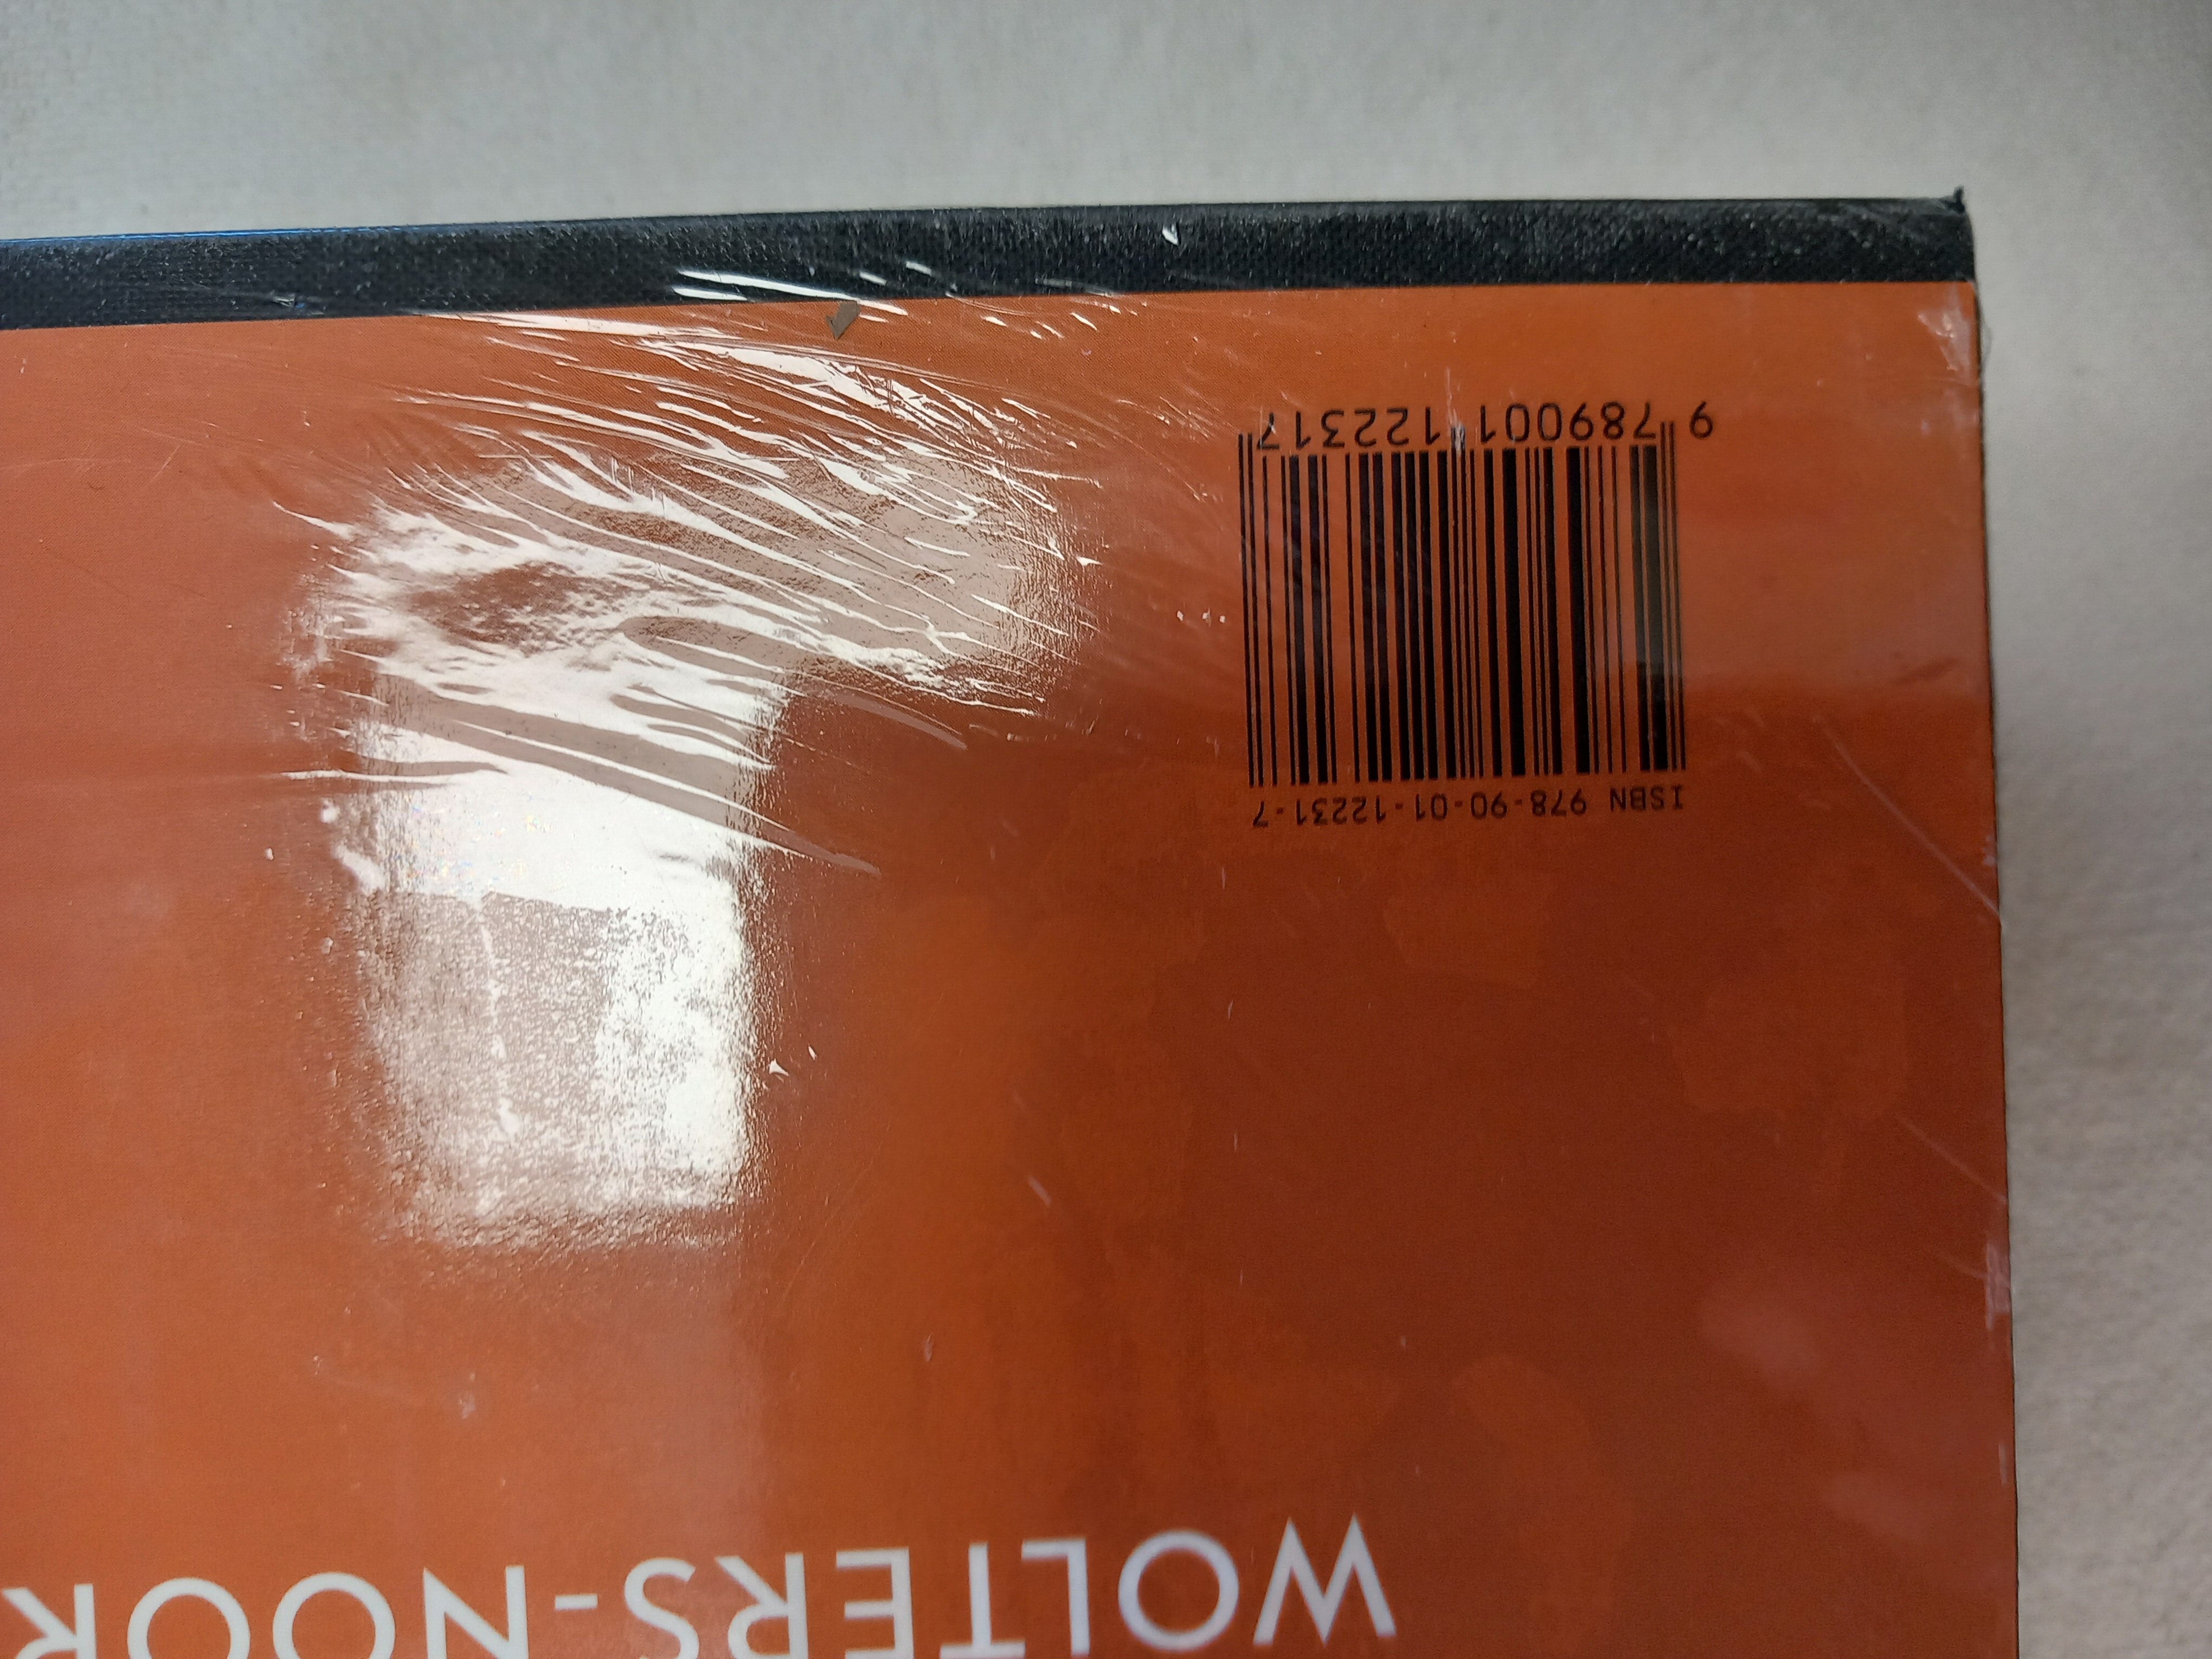 WOLTERS-NOOR
ISBN 978-90-01-12231-7
9 789001 122317